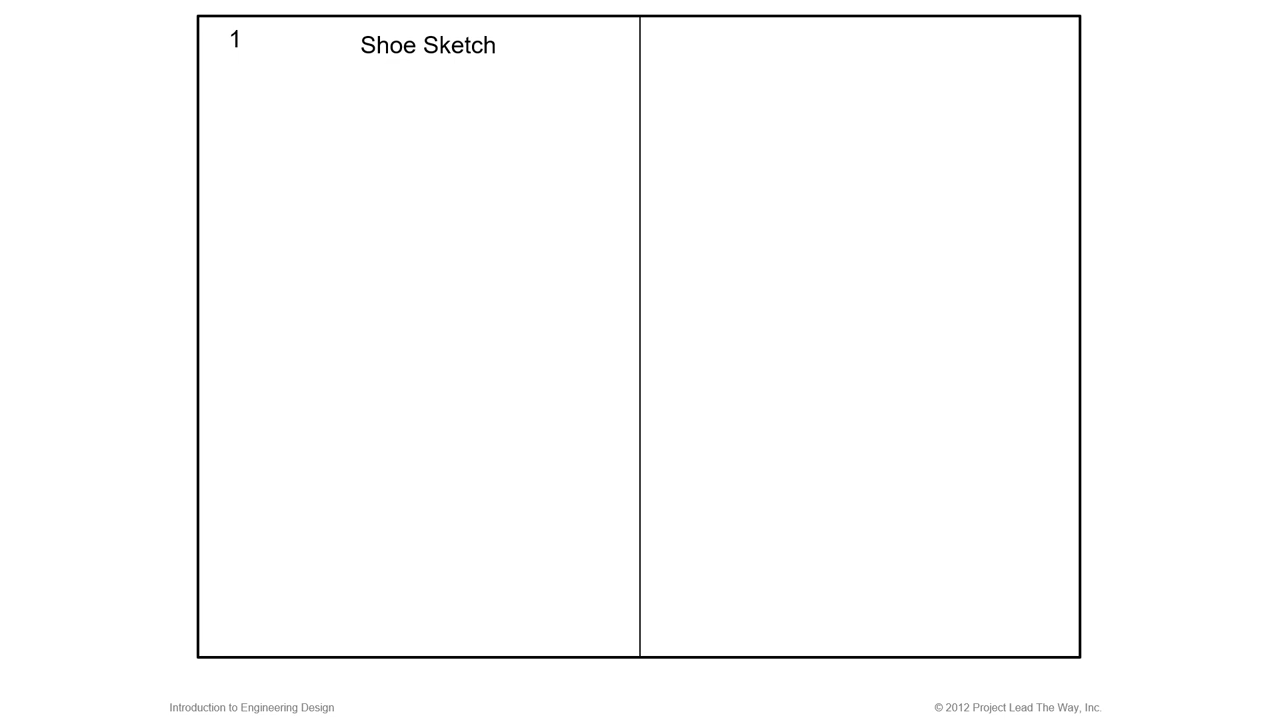 1
Shoe Sketch
Introduction to Engineering Design
© 2012 Project Lead The Way, Inc.